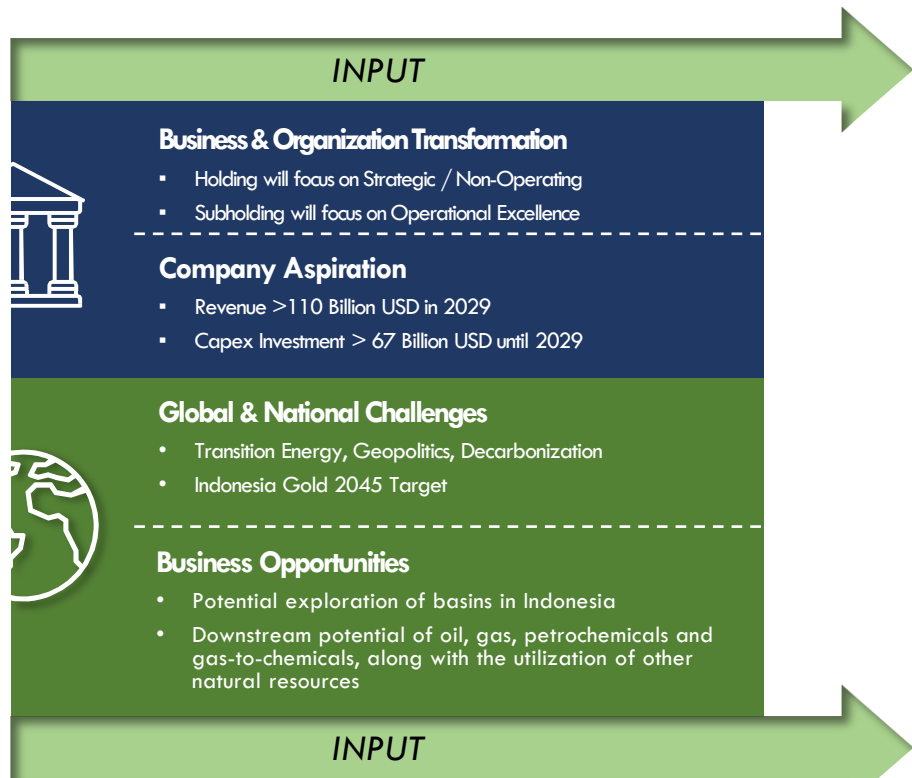 INPUT
Business & Organization Transformation
▪ Holding will focus on Strategic / Non-Operating
▪ Subholding will focus on Operational Excellence
Company Aspiration
▪ Revenue >110 Billion USD in 2029
▪ Capex Investment > 67 Billion USD until 2029
Global & National Challenges
• Transition Energy, Geopolitics, Decarbonization
• Indonesia Gold 2045 Target
Business Opportunities
• Potential exploration of basins in Indonesia
• Downstream potential of oil, gas, petrochemicals and
gas-to-chemicals, along with the utilization of other
natural resources
INPUT